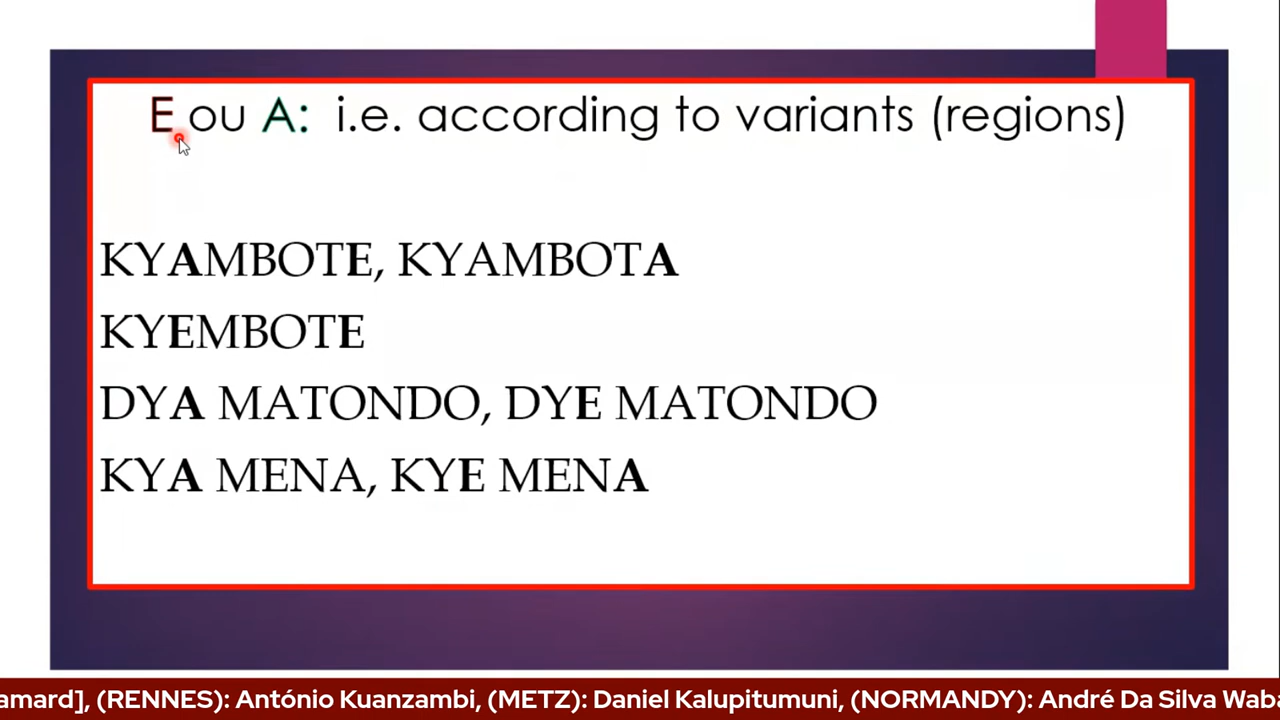 E ou A: i.e. according to variants (regions)
KYAMBOTE, KYAMBOTA
KYEMBOTE
DYA MATONDO, DYE MATONDO
KYA MENA, KYE MENA
amard], (RENNES): António Kuanzambi, (METZ): Daniel Kalupitumuni, (NORMANDY): André Da Silva Waba